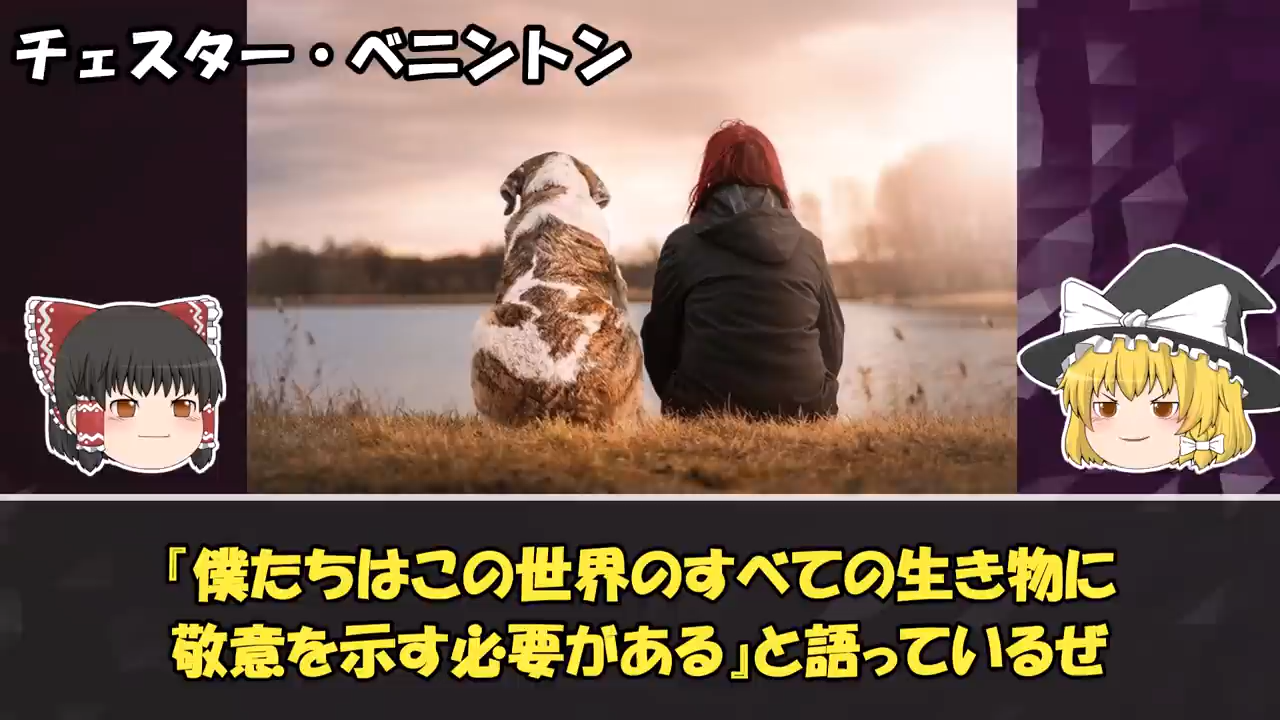 チェスター・ベニントン
『僕たちはこの世界のすべての生き物に
敬意を示す必要がある』と語っているぜ